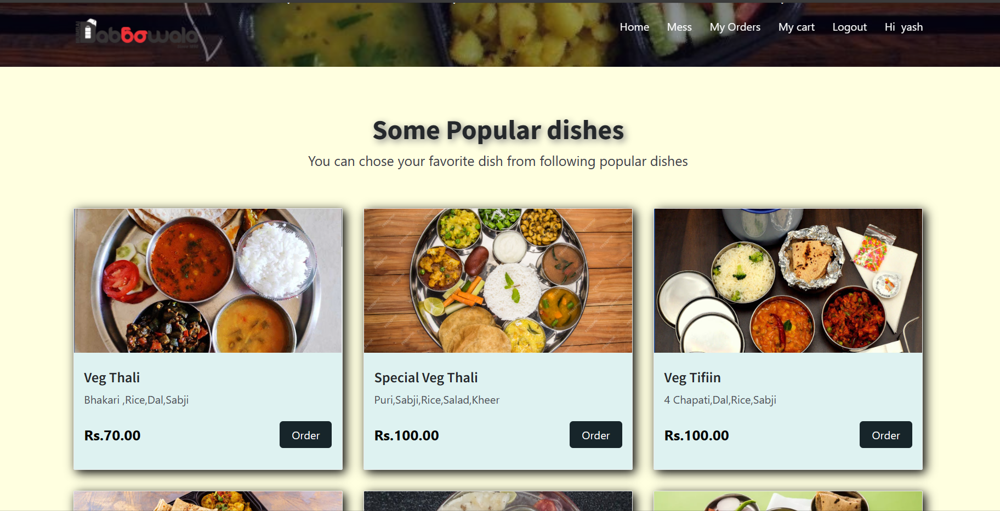 MUMBAI
Dabbawala
Home Mess My Orders My cart Logout Hi yash
Some Popular dishes
You can chose your favorite dish from following popular dishes
Veg Thali
Bhakari ,Rice,Dal,Sabji
Rs.70.00 Order
Special Veg Thali
Puri,Sabji,Rice,Salad,Kheer
Rs.100.00 Order
Veg Tifiin
4 Chapati,Dal,Rice,Sabji
Rs.100.00 Order